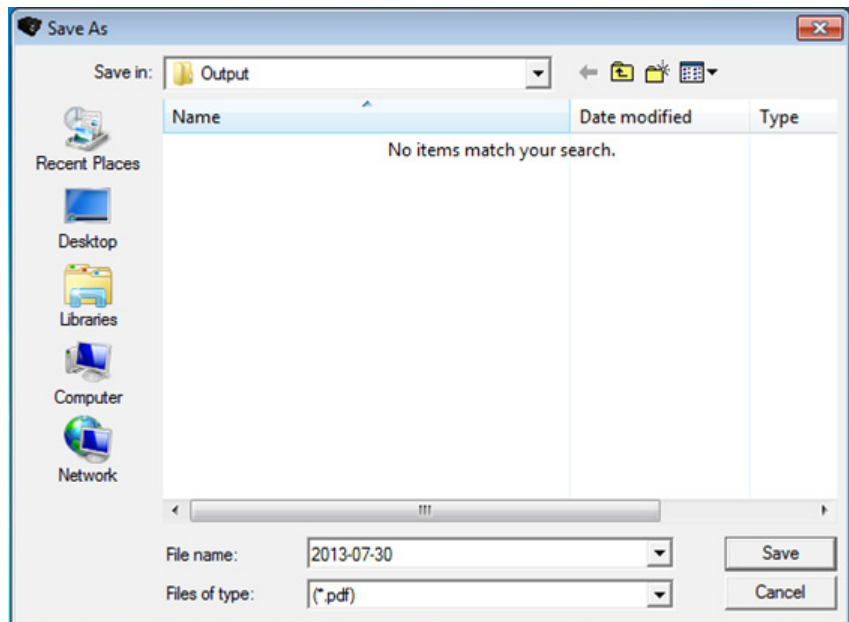 Save As
Save in: Output
Name Date modified Type
No items match your search.
Recent Places
Desktop
Libraries
Computer
Network
File name: 2013-07-30 Save
Files of type: (*.pdf) Cancel